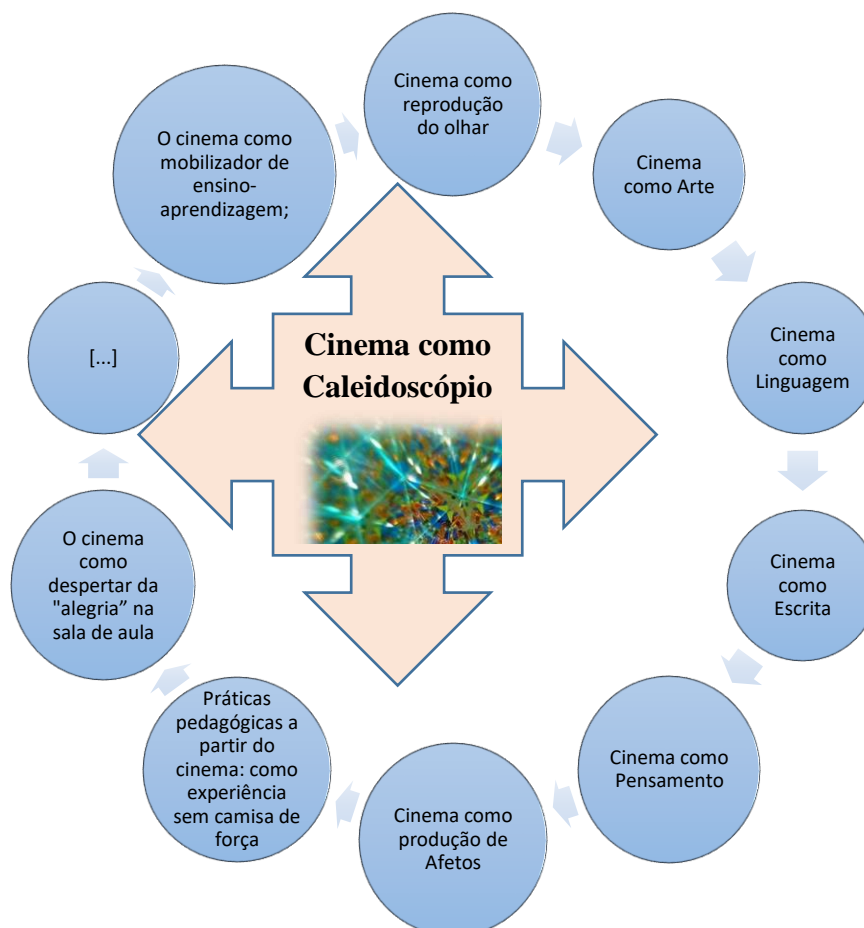 Cinema como
reprodução
do olhar
Cinema
como Arte
Cinema
como
Linguagem
Cinema
como
Escrita
Cinema como
Pensamento
Cinema como
produção de
Afetos
Práticas
pedagógicas a
partir do
cinema: como
experiência
sem camisa de
força
O cinema
como
despertar da
"alegria” na
sala de aula
[...]
O cinema como
mobilizador de
ensino-
aprendizagem;
Cinema como
Caleidoscópio